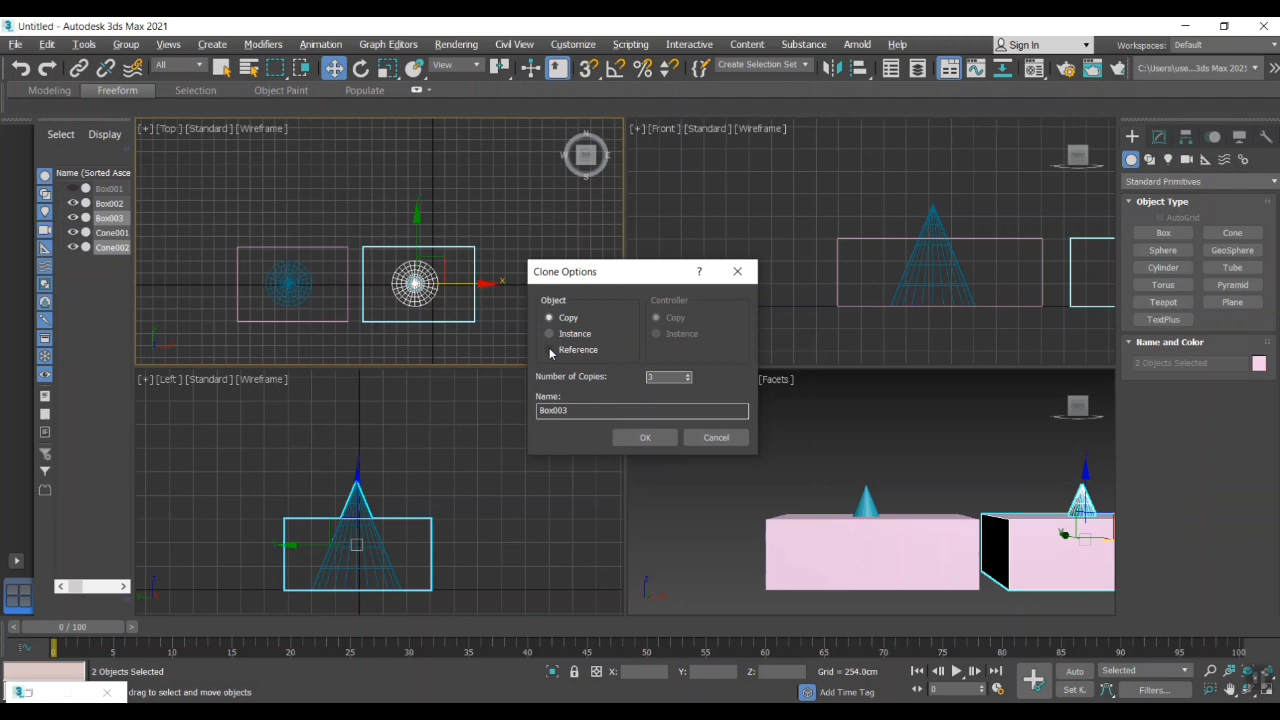 Untitled - Autodesk 3ds Max 2021
File Edit Tools Group Views Create Modifiers Animation Graph Editors Rendering Civil View Customize Scripting Interactive Content Substance Arnold Help Sign In Workspaces: Default
All View Create Selection Set C:\Users\use...3ds Max 2021
Modeling Freeform Selection Object Paint Populate
Select Display
[+] [Top] [Standard] [Wireframe]
[+] [Front] [Standard] [Wireframe]
Name (Sorted Asce
Box001
Box002
Box003
Cone001
Cone002
N
W E
S
TOP
FRONT
x
Standard Primitives
Object Type
AutoGrid
Box Cone
Sphere GeoSphere
Cylinder Tube
Torus Pyramid
Teapot Plane
TextPlus
Name and Color
2 Objects Selected
Clone Options ?
Object Controller
Copy Copy
Instance Instance
Reference
Number of Copies: 3
Name:
Box003
OK Cancel
[+] [Left] [Standard] [Wireframe]
[Facets]
0 / 100
0 5 10 15 20 25 30 35 40 45 50 55 60 65 70 75 80 85 90 95 100
2 Objects Selected X: Y: Z: Grid = 254.0cm Auto Selected
drag to select and move objects Add Time Tag 0 Set K. Filters...